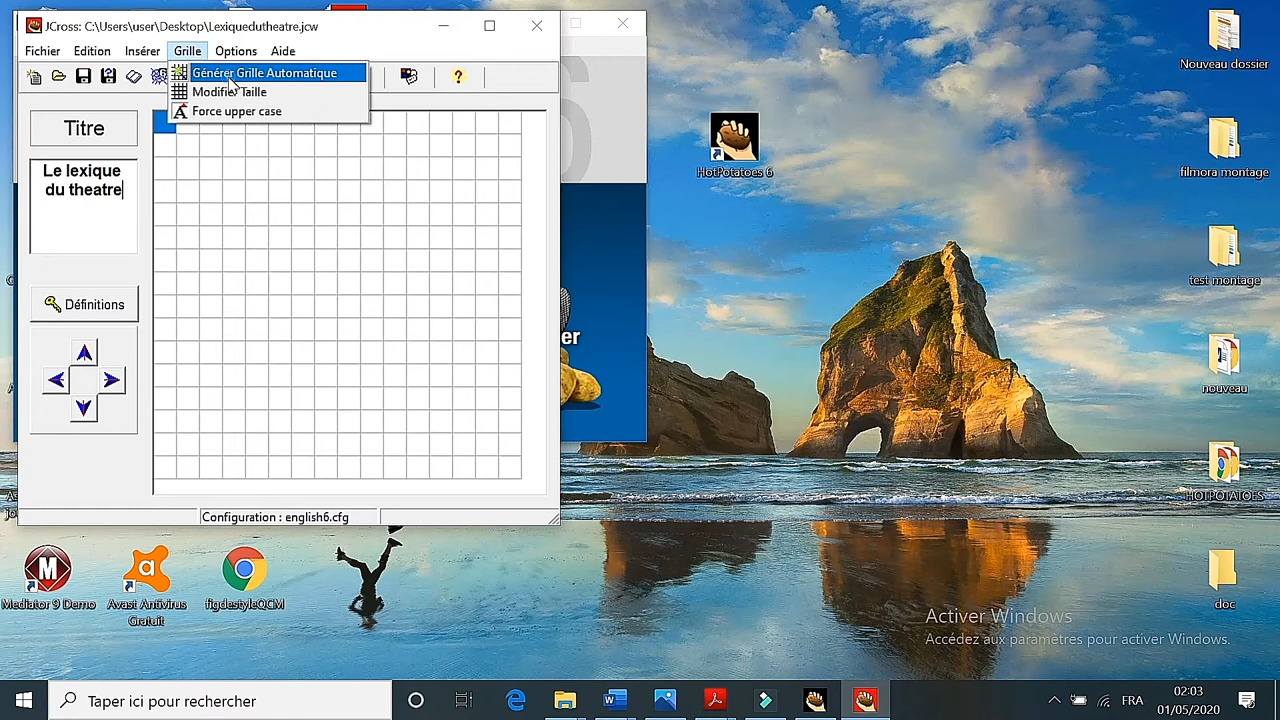 JCross: C:\Users\user\Desktop\Lexiquedutheatre.jcw
Fichier Edition Insérer Grille Options Aide
Générer Grille Automatique
Modifier Taille
Force upper case
Titre
Le lexique
du theatre
Définitions
Configuration : english6.cfg
6
er
HotPotatoes 6
Nouveau dossier
filmora montage
test montage
nouveau
HOTPOTATOES
doc
Mediator 9 Demo
Avast Antivirus
Gratuit
figdestyleQCM
Activer Windows
Accédez aux paramètres pour activer Windows.
Taper ici pour rechercher
FRA
02:03
01/05/2020